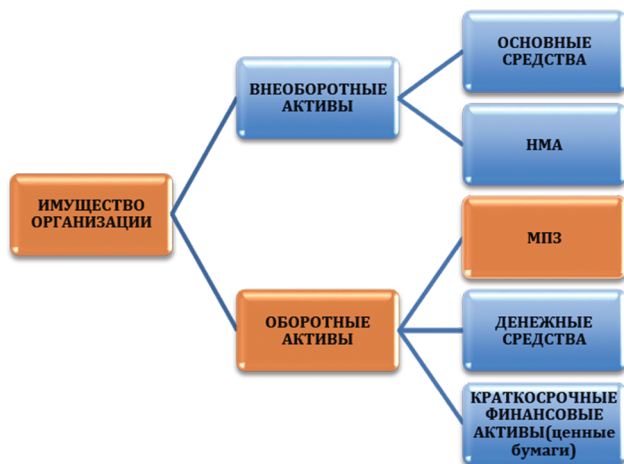 ИМУЩЕСТВО
ОРГАНИЗАЦИИ
ВНЕОБОРОТНЫЕ
АКТИВЫ
ОСНОВНЫЕ
СРЕДСТВА
НМА
ОБОРОТНЫЕ
АКТИВЫ
МПЗ
ДЕНЕЖНЫЕ
СРЕДСТВА
КРАТКОСРОЧНЫЕ
ФИНАНСОВЫЕ
АКТИВЫ(ценные
бумаги)